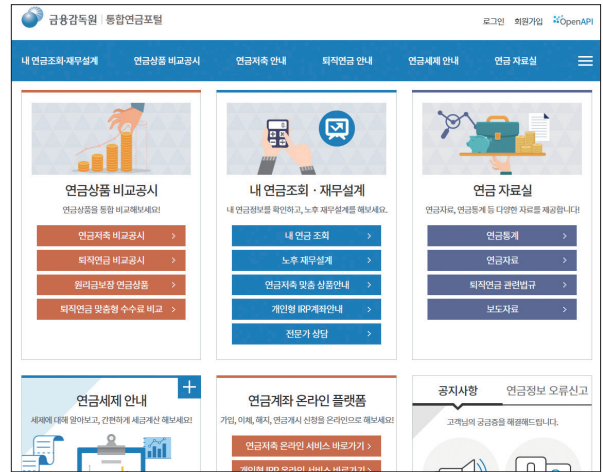 금융감독원 통합연금포털
로그인 회원가입 OpenAPI
내 연금조회·재무설계 연금상품 비교공시 연금저축 안내 퇴직연금 안내 연금세제 안내 연금 자료실
연금상품 비교공시
연금상품을 통합 비교해보세요!
연금저축 비교공시 >
퇴직연금 비교공시 >
원리금보장 연금상품 >
퇴직연금 맞춤형 수수료 비교 >
내 연금조회 · 재무설계
내 연금정보를 확인하고, 노후 재무설계를 해보세요.
내 연금 조회 >
노후 재무설계 >
연금저축 맞춤 상품안내 >
개인형 IRP계좌안내 >
전문가 상담 >
연금 자료실
연금자료, 연금통계 등 다양한 자료를 제공합니다!
연금통계 >
연금자료 >
퇴직연금 관련법규 >
보도자료 >
연금세제 안내
세제에 대해 알아보고, 간편하게 세금계산 해보세요!
연금계좌 온라인 플랫폼
가입, 이체, 해지, 연금개시 신청을 온라인으로 해보세요!
연금저축 온라인 서비스 바로가기 >
개인형 IRP 온라인 서비스 바로가기 >
공지사항 연금정보 오류신고
고객님의 궁금증을 해결해드립니다.